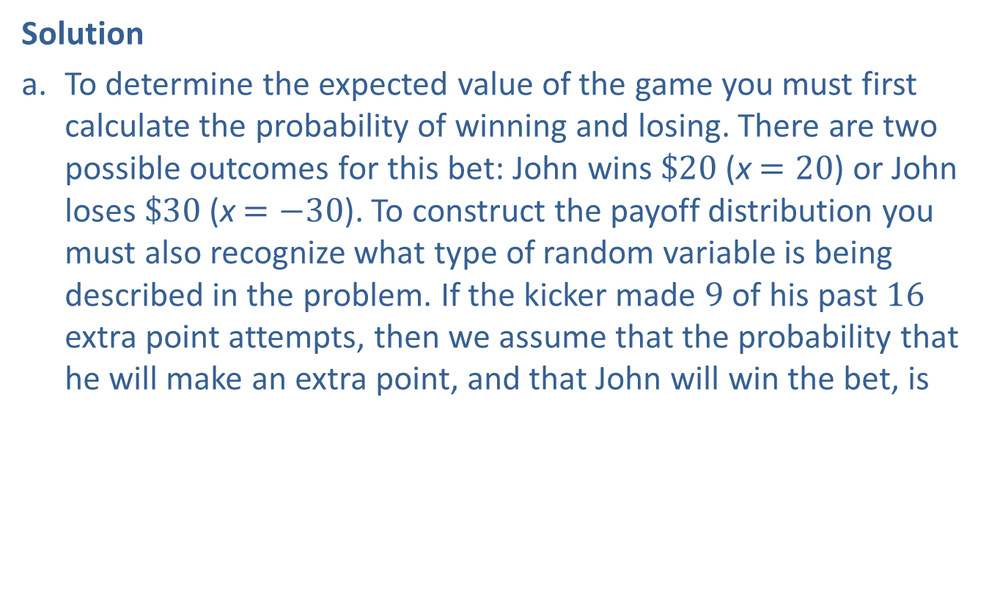 Solution
a. To determine the expected value of the game you must first
calculate the probability of winning and losing. There are two
possible outcomes for this bet: John wins $20 (x = 20) or John
loses $30 (x = −30). To construct the payoff distribution you
must also recognize what type of random variable is being
described in the problem. If the kicker made 9 of his past 16
extra point attempts, then we assume that the probability that
he will make an extra point, and that John will win the bet, is